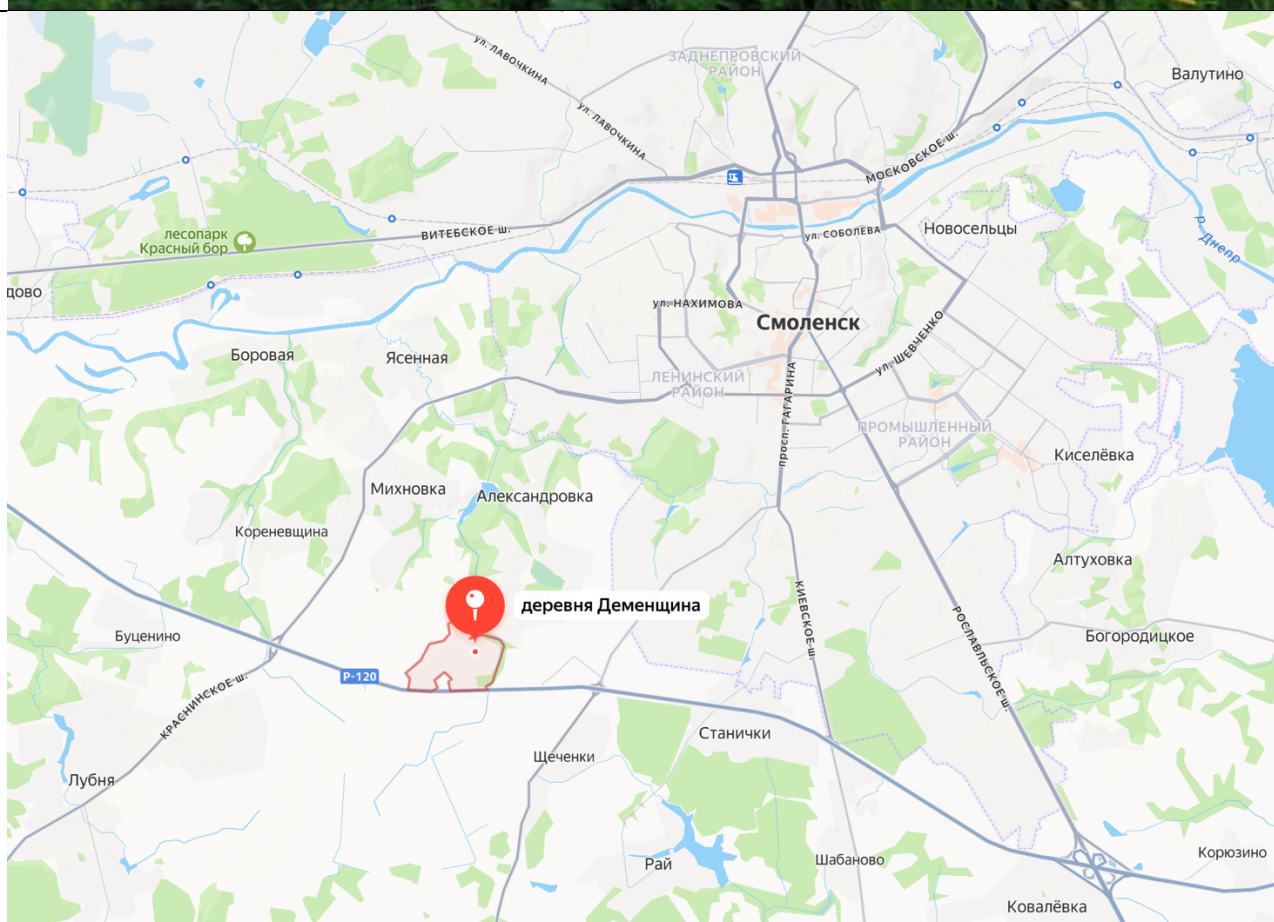 ул. ЛАВОЧКИНА
ЗАДНЕПРОВСКИЙ
РАЙОН
Валутино
ул. ЛАВОЧКИНА
МОСКОВСКОЕ ш.
лесопарк
Красный бор
ВИТЕБСКОЕ ш.
ул. СОБОЛЕВА
Новосельцы
р. Днепр
дово
ул. НАХИМОВА
Смоленск
Боровая
Ясенная
ул. ШЕВЧЕНКО
ЛЕНИНСКИЙ
РАЙОН
просп. ГАГАРИНА
ПРОМЫШЛЕННЫЙ
РАЙОН
Киселёвка
Михновка
Александровка
Кореневщина
Алтуховка
деревня Деменщина
КИЕВСКОЕ ш.
РОСЛАВЛЬСКОЕ ш.
Буценино
Богородицкое
Р-120
КРАСНИНСКОЕ ш.
Станички
Щеченки
Лубня
Рай
Шабаново
Корюзино
Ковалёвка